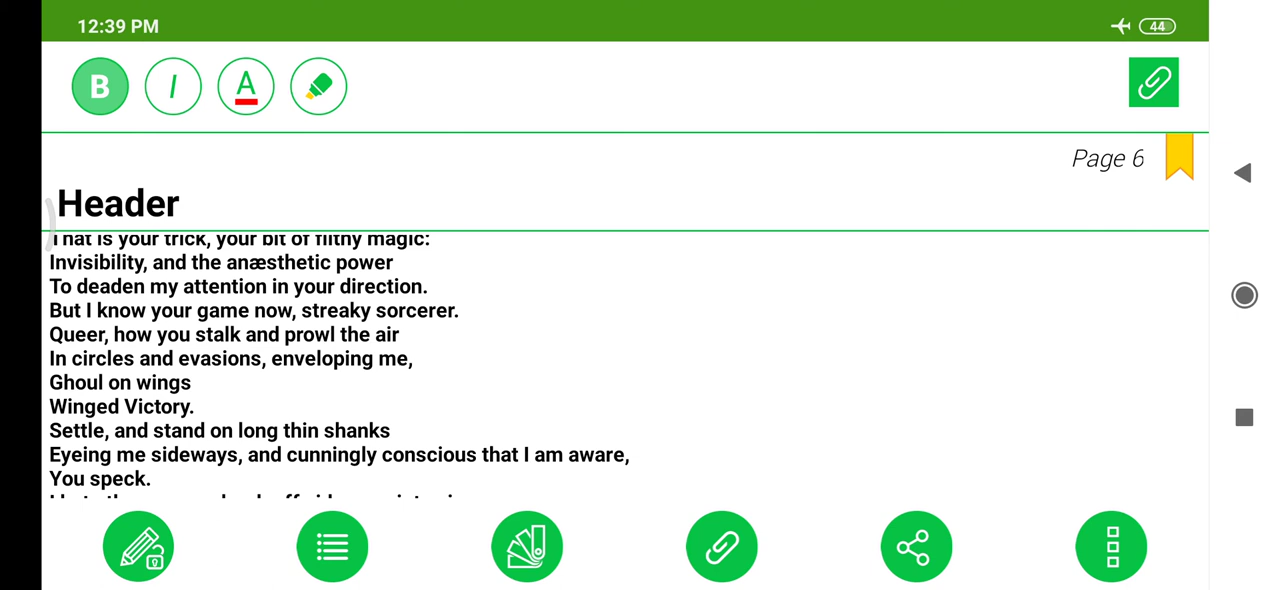 12:39 PM
44
B
I
A
Page 6
Header
That is your trick, your bit of filthy magic:
Invisibility, and the anæsthetic power
To deaden my attention in your direction.
But I know your game now, streaky sorcerer.
Queer, how you stalk and prowl the air
In circles and evasions, enveloping me,
Ghoul on wings
Winged Victory.
Settle, and stand on long thin shanks
Eyeing me sideways, and cunningly conscious that I am aware,
You speck.